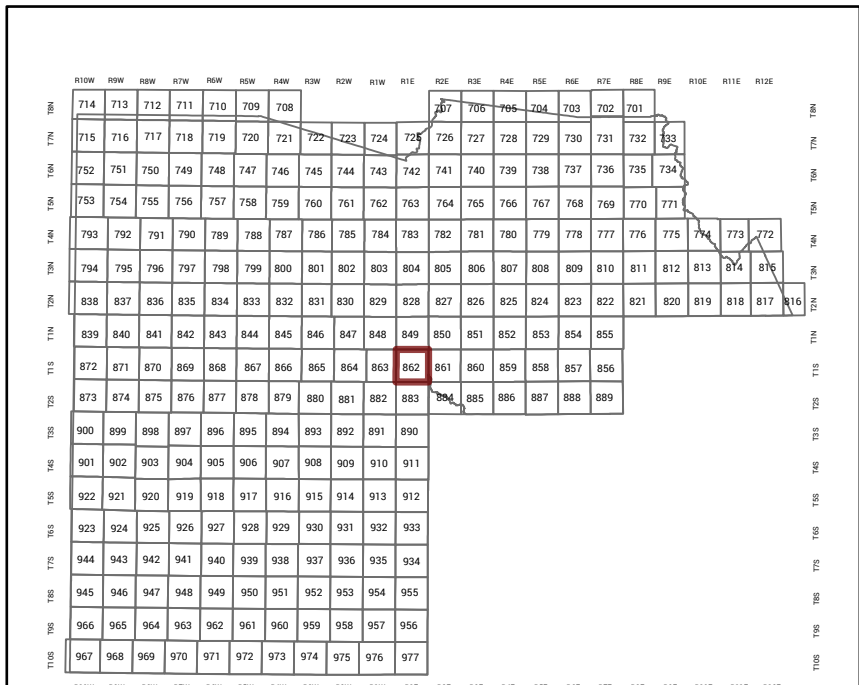 R10W R9W R8W R7W R6W R5W R4W R3W R2W R1W R1E R2E R3E R4E R5E R6E R7E R8E R9E R10E R11E R12E
T8N 714 713 712 711 710 709 708 707 706 705 704 703 702 701 T8N
T7N 715 716 717 718 719 720 721 722 723 724 725 726 727 728 729 730 731 732 733 T7N
T6N 752 751 750 749 748 747 746 745 744 743 742 741 740 739 738 737 736 735 734 T6N
T5N 753 754 755 756 757 758 759 760 761 762 763 764 765 766 767 768 769 770 771 T5N
T4N 793 792 791 790 789 788 787 786 785 784 783 782 781 780 779 778 777 776 775 774 773 772 T4N
T3N 794 795 796 797 798 799 800 801 802 803 804 805 806 807 808 809 810 811 812 813 814 815 T3N
T2N 838 837 836 835 834 833 832 831 830 829 828 827 826 825 824 823 822 821 820 819 818 817 816 T2N
T1N 839 840 841 842 843 844 845 846 847 848 849 850 851 852 853 854 855 T1N
T1S 872 871 870 869 868 867 866 865 864 863 862 861 860 859 858 857 856 T1S
T2S 873 874 875 876 877 878 879 880 881 882 883 884 885 886 887 888 889 T2S
T3S 900 899 898 897 896 895 894 893 892 891 890 T3S
T4S 901 902 903 904 905 906 907 908 909 910 911 T4S
T5S 922 921 920 919 918 917 916 915 914 913 912 T5S
T6S 923 924 925 926 927 928 929 930 931 932 933 T6S
T7S 944 943 942 941 940 939 938 937 936 935 934 T7S
T8S 945 946 947 948 949 950 951 952 953 954 955 T8S
T9S 966 965 964 963 962 961 960 959 958 957 956 T9S
T10S 967 968 969 970 971 972 973 974 975 976 977 T10S